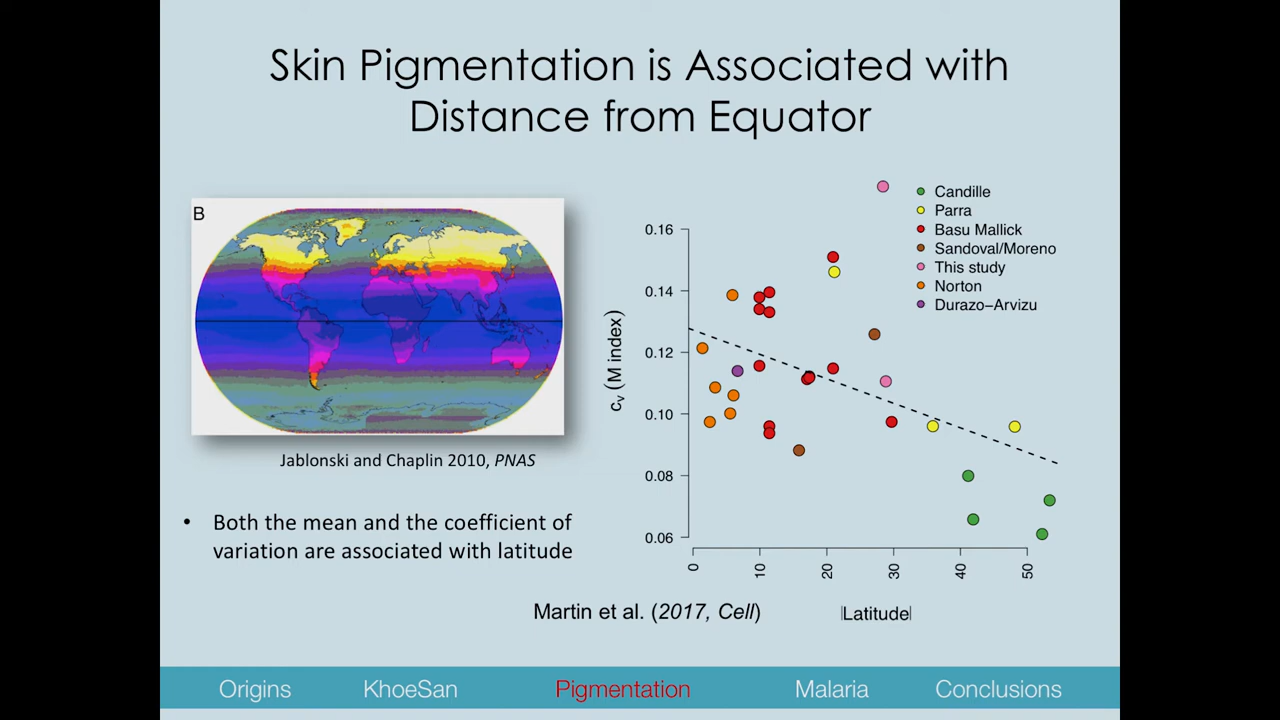 Skin Pigmentation is Associated with
Distance from Equator
B
Jablonski and Chaplin 2010, PNAS
• Both the mean and the coefficient of
variation are associated with latitude
cv (M index)
0.16
0.14
0.12
0.10
0.08
0.06
0 10 20 30 40 50
|Latitude|
Candille
Parra
Basu Mallick
Sandoval/Moreno
This study
Norton
Durazo–Arvizu
Martin et al. (2017, Cell)
Origins KhoeSan Pigmentation Malaria Conclusions